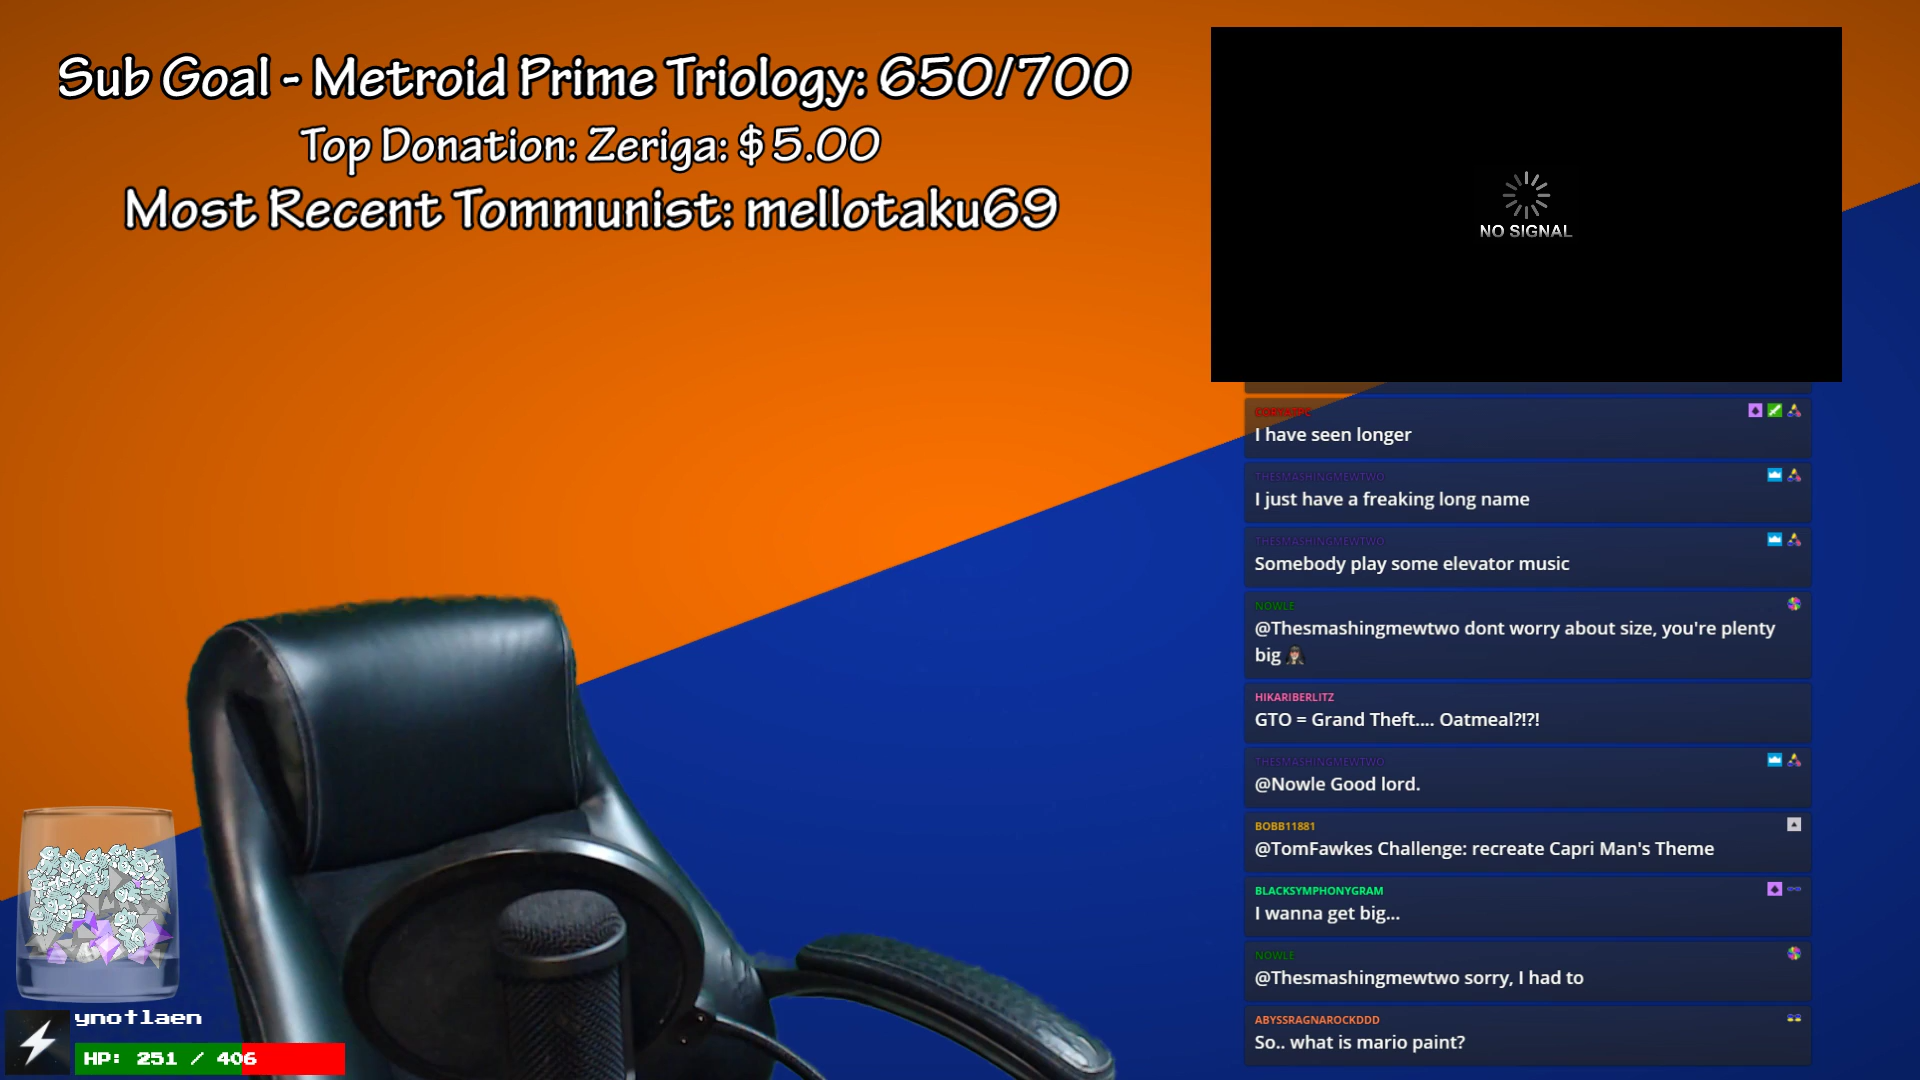 Sub Goal - Metroid Prime Triology: 650/700
Top Donation: Zeriga: $5.00
Most Recent Tommunist: mellotaku69
NO SIGNAL
I have seen longer
THESMASHINGMEWTWO
I just have a freaking long name
THESMASHINGMEWTWO
Somebody play some elevator music
NOWLE
@Thesmashingmewtwo dont worry about size, you're plenty
big
HIKARIBERLITZ
GTO = Grand Theft.... Oatmeal?!?!
THESMASHINGMEWTWO
@Nowle Good lord.
BOBB11881
@TomFawkes Challenge: recreate Capri Man's Theme
BLACKSYMPHONYGRAM
I wanna get big...
NOWLE
@Thesmashingmewtwo sorry, I had to
ABYSSRAGNAROCKDDD
So.. what is mario paint?
ynotlaen
HP: 251 / 406